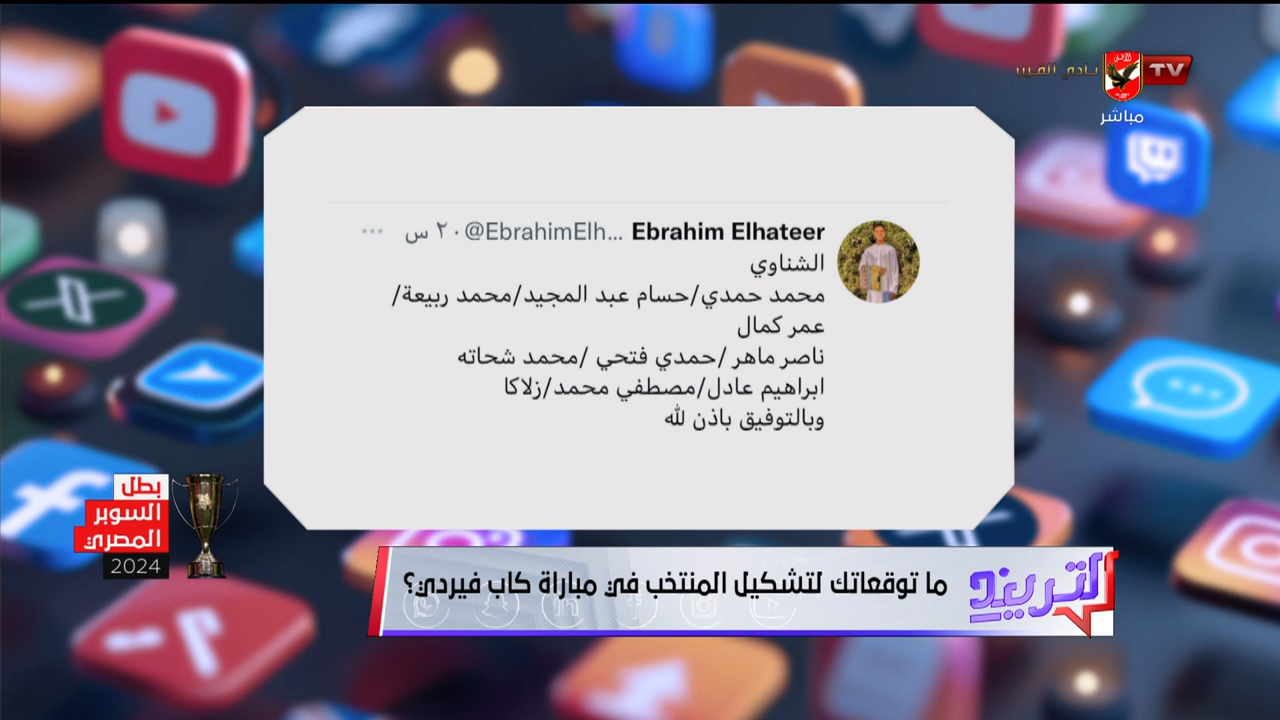 نادي القرن
TV
مباشر
Ebrahim Elhateer @EbrahimElh... · ٢٠ س
الشناوي
محمد حمدي/حسام عبد المجيد/محمد ربيعة/
عمر كمال
ناصر ماهر /حمدي فتحي /محمد شحاته
ابراهيم عادل/مصطفي محمد/زلاكا
وبالتوفيق باذن لله
بطل
السوبر
المصري
2024
الترينج
ما توقعاتك لتشكيل المنتخب في مباراة كاب فيردي؟